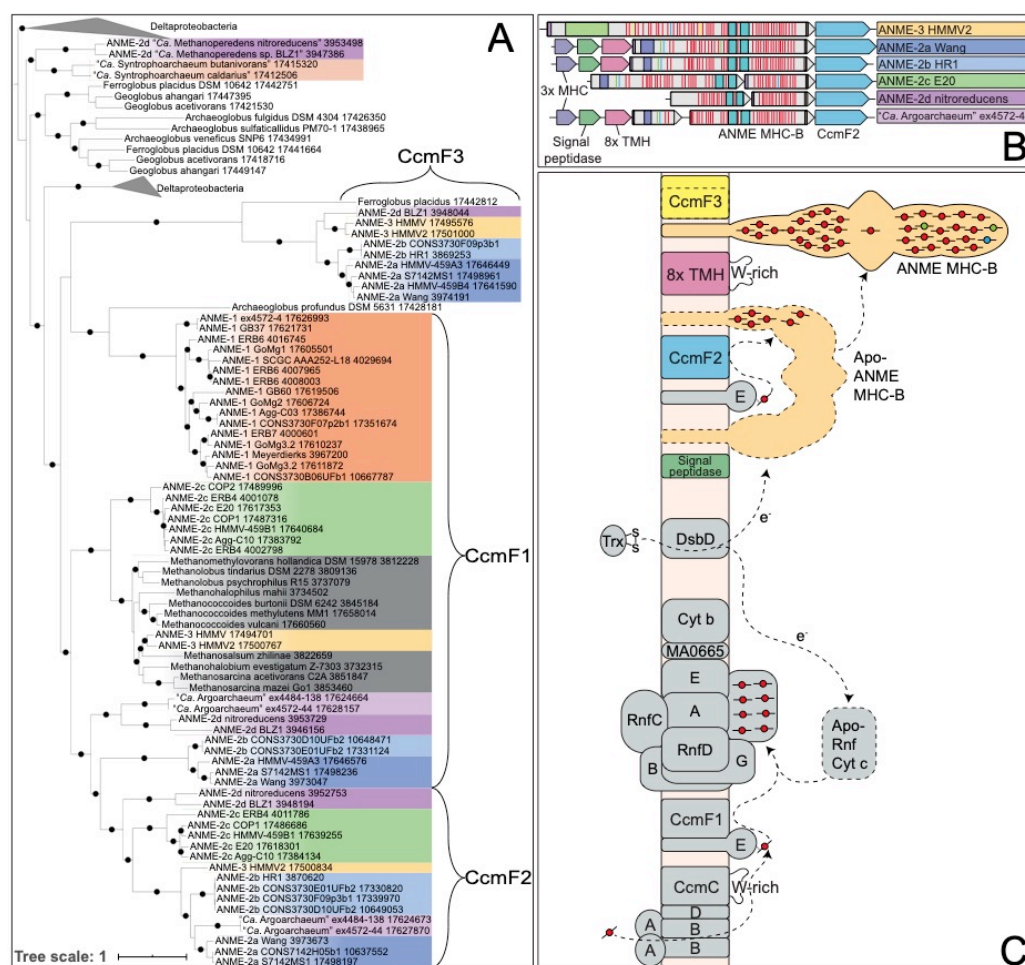 A
Deltaproteobacteria
ANME-2d "Ca. Methanoperedens nitroreducens" 3953498
ANME-2d "Ca. Methanoperedens sp. BLZ1" 3947386
"Ca. Syntrophoarchaeum butanivorans" 17415320
"Ca. Syntrophoarchaeum caldarius" 17412506
Ferroglobus placidus DSM 10642 17442751
Geoglobus ahangari 17447395
Geoglobus acetivorans 17421530
Archaeoglobus fulgidus DSM 4304 17426350
Archaeoglobus sulfaticallidus PM70-1 17438965
Archaeoglobus veneficus SNP6 17434991
Ferroglobus placidus DSM 10642 17441664
Geoglobus acetivorans 17418716
Geoglobus ahangari 17449147
Deltaproteobacteria
CcmF3
Ferroglobus placidus 17442812
ANME-2d BLZ1 3948044
ANME-3 HMMV 17495576
ANME-3 HMMV2 17501000
ANME-2b CONS3730F09p3b1
ANME-2b HR1 3869253
ANME-2a HMMV-459A3 17646449
ANME-2a S7142MS1 17498961
ANME-2a HMMV-459B4 17641590
ANME-2a Wang 3974191
Archaeoglobus profundus DSM 5631 17428181
ANME-1 ex4572-4 17626993
ANME-1 GB37 17621731
ANME-1 ERB6 4016745
ANME-1 GoMg1 17605501
ANME-1 SCGC AAA252-L18 4029694
ANME-1 ERB6 4007965
ANME-1 ERB6 4008003
ANME-1 GB60 17619506
ANME-1 GoMg2 17606724
ANME-1 Agg-C03 17386744
ANME-1 CONS3730F07p2b1 17351674
ANME-1 ERB7 4000601
ANME-1 GoMg3.2 17610237
ANME-1 Meyerdierks 3967200
ANME-1 GoMg3.2 17611872
ANME-1 CONS3730B06UFb1 10667787
ANME-2c COP2 17489996
ANME-2c ERB4 4001078
ANME-2c E20 17617353
ANME-2c COP1 17487316
ANME-2c HMMV-459B1 17640684
ANME-2c Agg-C10 17383792
ANME-2c ERB4 4002798
CcmF1
Methanomethylovorans hollandica DSM 15978 3812228
Methanolobus tindarius DSM 2278 3809136
Methanolobus psychrophilus R15 3737079
Methanohalophilus mahii 3734502
Methanococcoides burtonii DSM 6242 3845184
Methanococcoides methylutens MM1 17658014
Methanococcoides vulcani 17660560
ANME-3 HMMV 17494701
ANME-3 HMMV2 17500767
Methanosalsum zhilinae 3822659
Methanohalobium evestigatum Z-7303 3732315
Methanosarcina acetivorans C2A 3851847
Methanosarcina mazei Go1 3853460
"Ca. Argoarchaeum" ex4484-138 17624664
"Ca. Argoarchaeum" ex4572-44 17628157
ANME-2d nitroreducens 3953729
ANME-2d BLZ1 3946156
ANME-2b CONS3730D10UFb2 10648471
ANME-2b CONS3730E01UFb2 17331124
ANME-2a HMMV-459A3 17646576
ANME-2a S7142MS1 17498236
ANME-2a Wang 3973047
ANME-2d nitroreducens 3952753
ANME-2d BLZ1 3948194
ANME-2c ERB4 4011786
ANME-2c COP1 17486686
ANME-2c HMMV-459B1 17639255
ANME-2c E20 17618301
ANME-2c Agg-C10 17384134
CcmF2
ANME-3 HMMV2 17500834
ANME-2b HR1 3870620
ANME-2b CONS3730E01UFb2 17330820
ANME-2b CONS3730F09p3b1 17339970
ANME-2b CONS3730D10UFb2 10649053
"Ca. Argoarchaeum" ex4484-138 17624673
"Ca. Argoarchaeum" ex4572-44 17627870
ANME-2a Wang 3973673
ANME-2a CONS7142H05b1 10637552
ANME-2a S7142MS1 17498197
Tree scale: 1
ANME-3 HMMV2
ANME-2a Wang
ANME-2b HR1
ANME-2c E20
ANME-2d nitroreducens
"Ca. Argoarchaeum" ex4572-4
3x MHC
Signal
peptidase
8x TMH
ANME MHC-B
CcmF2
B
CcmF3
ANME MHC-B
8x TMH
W-rich
CcmF2
E
Apo-
ANME
MHC-B
Signal
peptidase
e-
Trx
S
S
DsbD
Cyt b
MA0665
e-
E
A
RnfC
RnfD
B
G
Apo-
Rnf
Cyt c
CcmF1
E
CcmC
W-rich
D
A
B
A
B
C